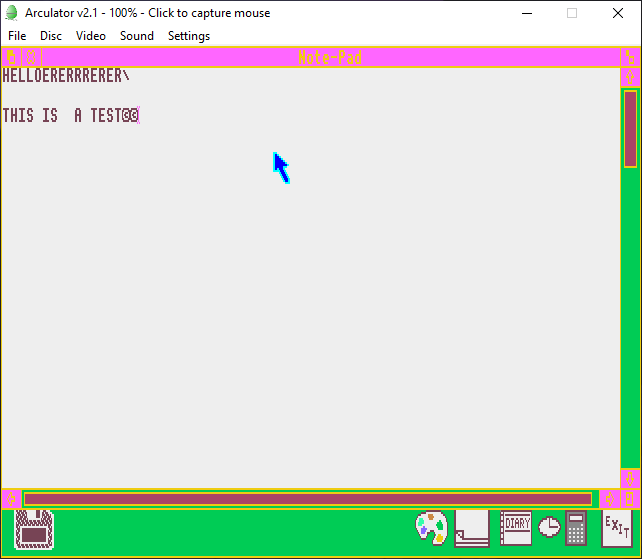 Arculator v2.1 - 100% - Click to capture mouse
File Disc Video Sound Settings
Note-Pad
HELLOERERRRERER\
THIS IS  A TEST©©
DIARY
EXIT